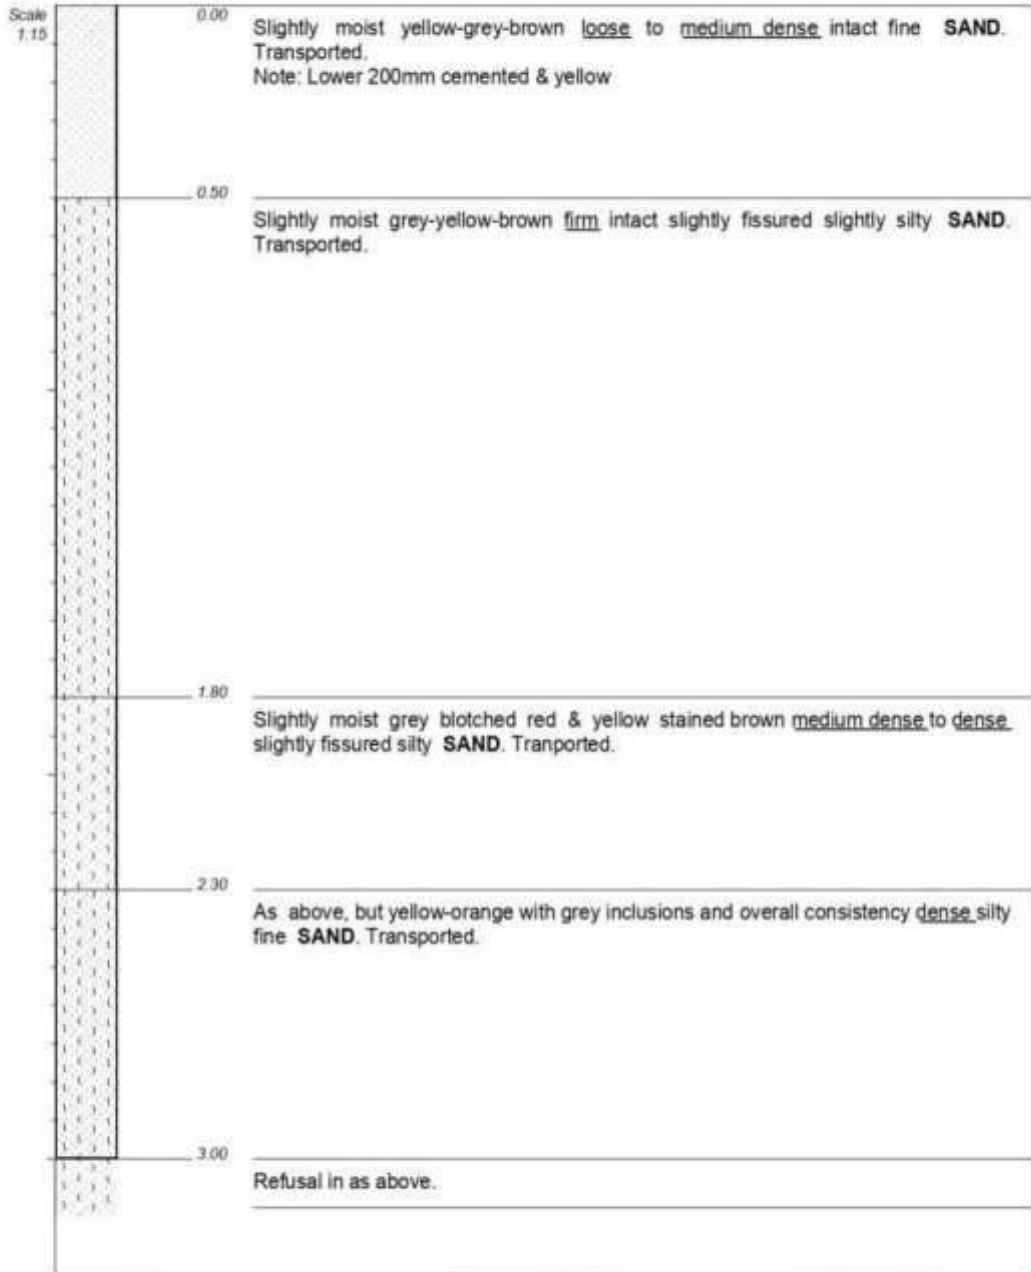 Scale
1:15
0.00
Slightly moist yellow-grey-brown loose to medium dense intact fine SAND.
Transported.
Note: Lower 200mm cemented & yellow
0.50
Slightly moist grey-yellow-brown firm intact slightly fissured slightly silty SAND.
Transported.
1.80
Slightly moist grey blotched red & yellow stained brown medium dense to dense
slightly fissured silty SAND. Tranported.
2.30
As above, but yellow-orange with grey inclusions and overall consistency dense silty
fine SAND. Transported.
3.00
Refusal in as above.